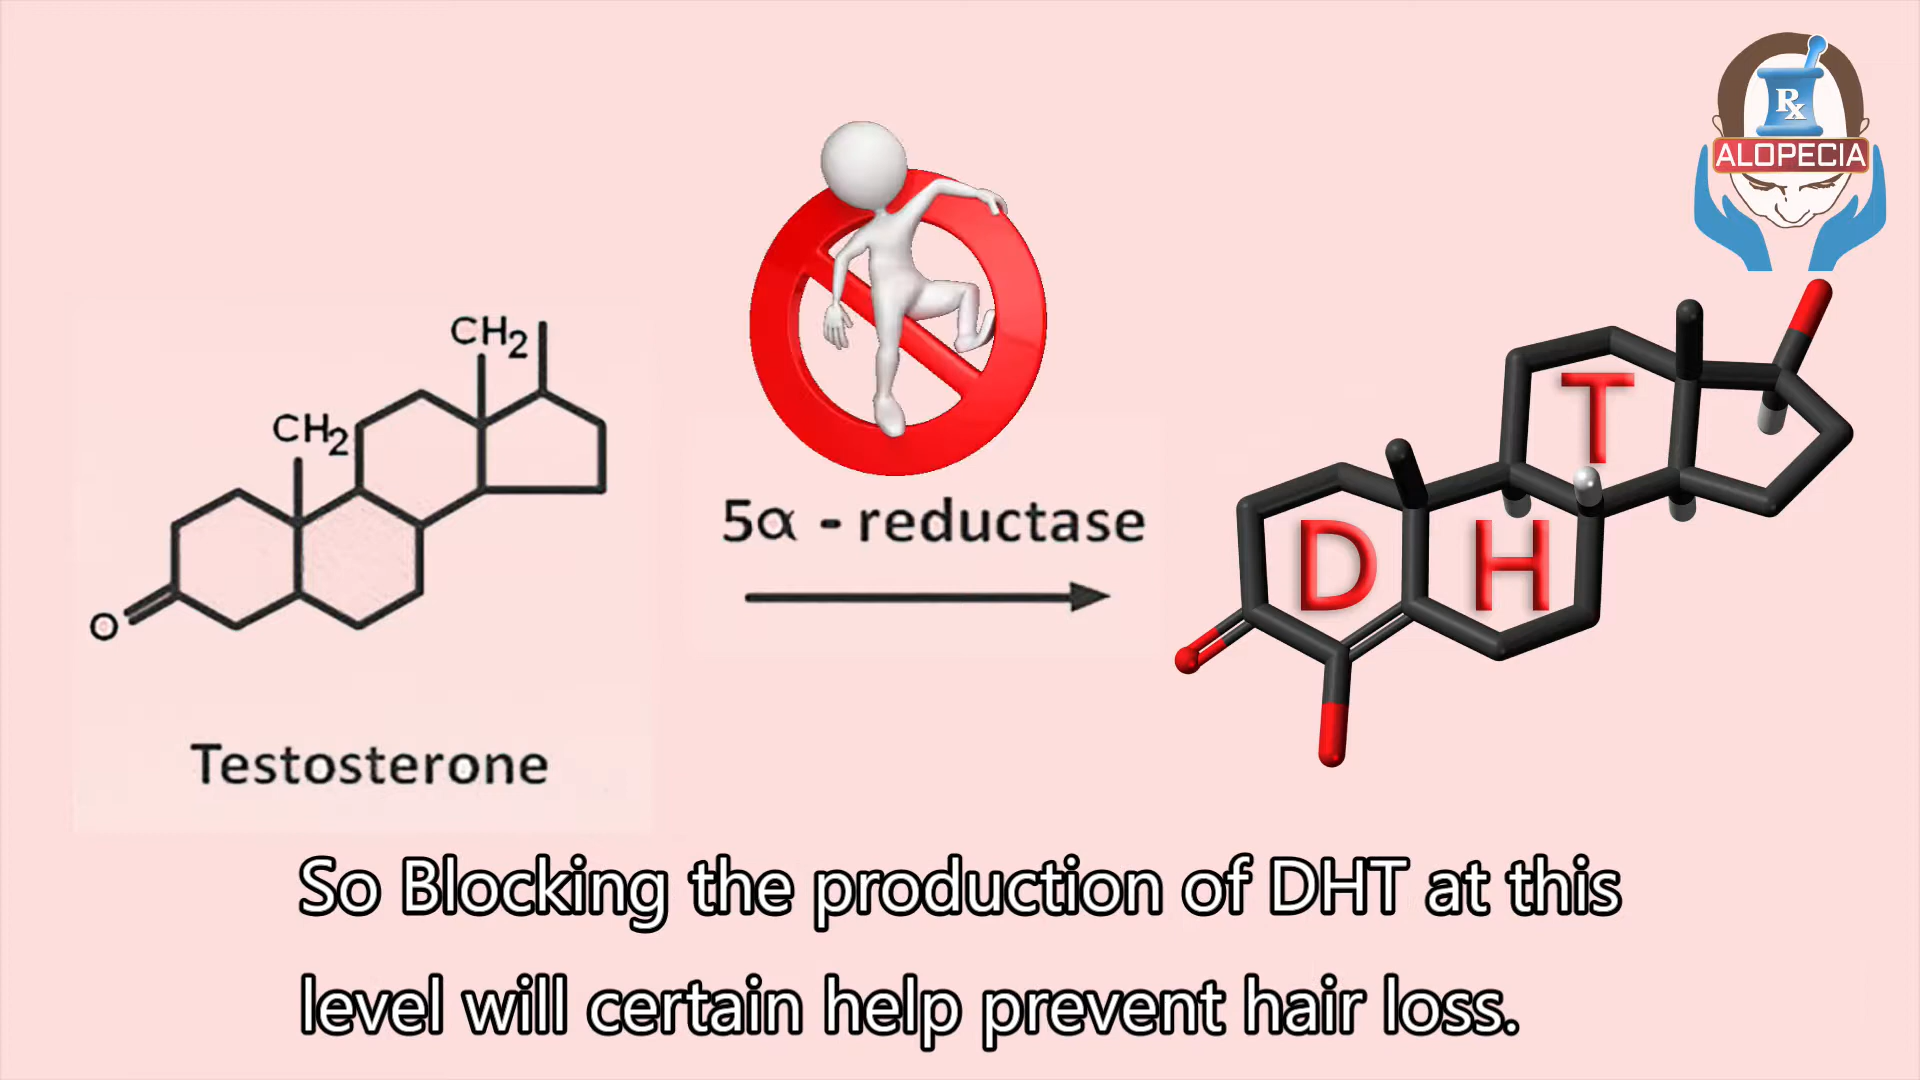 Rx
ALOPECIA
CH2
CH2
O
Testosterone
5α - reductase
T
D H
So Blocking the production of DHT at this
level will certain help prevent hair loss.